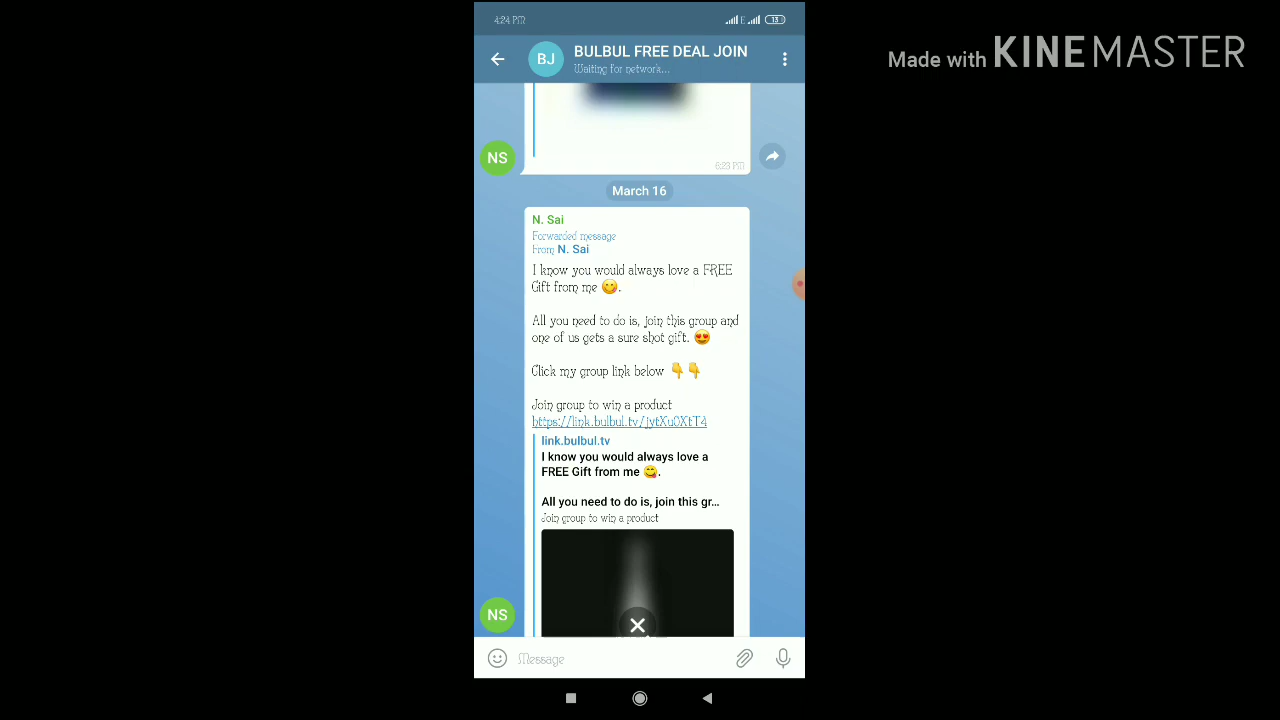 4:24 PM
E
13
Made with KINEMASTER
BJ
BULBUL FREE DEAL JOIN
Waiting for network...
NS
6:23 PM
March 16
N. Sai
Forwarded message
From N. Sai
I know you would always love a FREE
Gift from me 😋.
All you need to do is, join this group and
one of us gets a sure shot gift. 😍
Click my group link below 👇👇
Join group to win a product
https://link.bulbul.tv/jytXu0XtT4
link.bulbul.tv
I know you would always love a
FREE Gift from me 😋.
All you need to do is, join this gr...
Join group to win a product
NS
Message